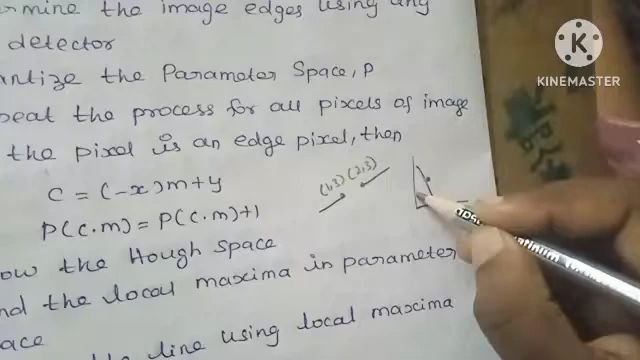 rmine the image edges using any
detector
antize the Parameter Space, P
peat the process for all pixels of image
the pixel is an edge pixel, then
c = (-x)m+y
P(c.m) = P(c.m)+1
(1,2) (2,3)
ow the Hough space
nd the local maxima in parameter
ace
line using local maxima
KINEMASTER